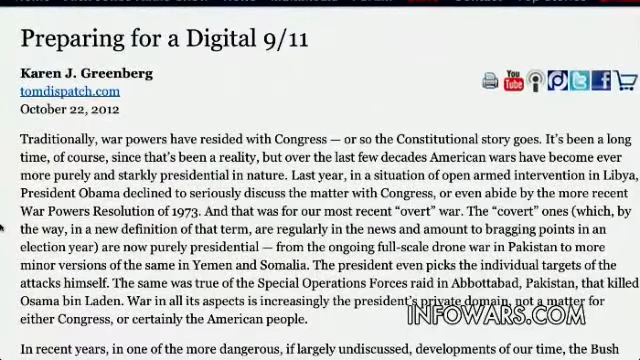 Preparing for a Digital 9/11
Karen J. Greenberg
tomdispatch.com
October 22, 2012
You
Tube
Traditionally, war powers have resided with Congress — or so the Constitutional story goes. It's been a long
time, of course, since that's been a reality, but over the last few decades American wars have become ever
more purely and starkly presidential in nature. Last year, in a situation of open armed intervention in Libya,
President Obama declined to seriously discuss the matter with Congress, or even abide by the more recent
War Powers Resolution of 1973. And that was for our most recent "overt" war. The "covert" ones (which, by
the way, in a new definition of that term, are regularly in the news and amount to bragging points in an
election year) are now purely presidential — from the ongoing full-scale drone war in Pakistan to more
minor versions of the same in Yemen and Somalia. The president even picks the individual targets of the
attacks himself. The same was true of the Special Operations Forces raid in Abbottabad, Pakistan, that killed
Osama bin Laden. War in all its aspects is increasingly the president's private domain, not a matter for
either Congress, or certainly the American people.
INFOWARS.COM
In recent years, in one of the more dangerous, if largely undiscussed, developments of our time, the Bush